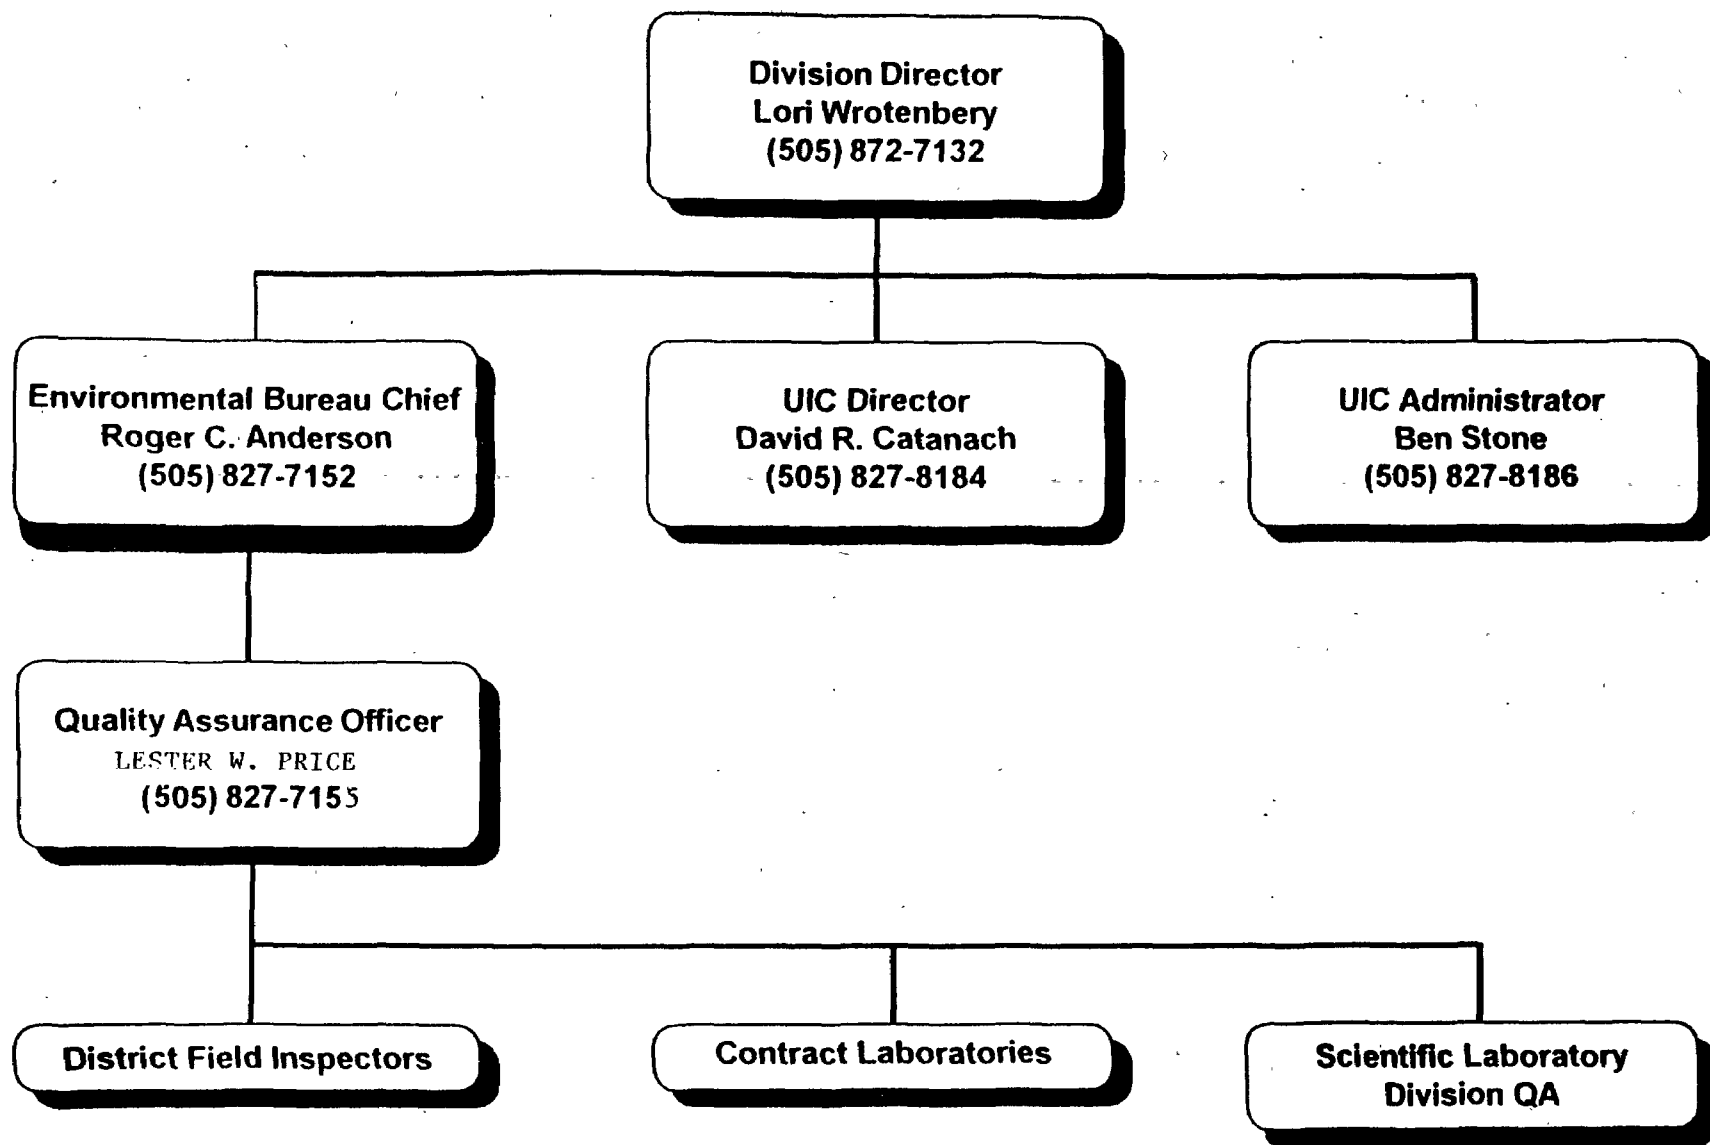 Division Director
Lori Wrotenbery
(505) 872-7132
Environmental Bureau Chief
Roger C. Anderson
(505) 827-7152
UIC Director
David R. Catanach
(505) 827-8184
UIC Administrator
Ben Stone
(505) 827-8186
Quality Assurance Officer
LESTER W. PRICE
(505) 827-7155
District Field Inspectors
Contract Laboratories
Scientific Laboratory
Division QA